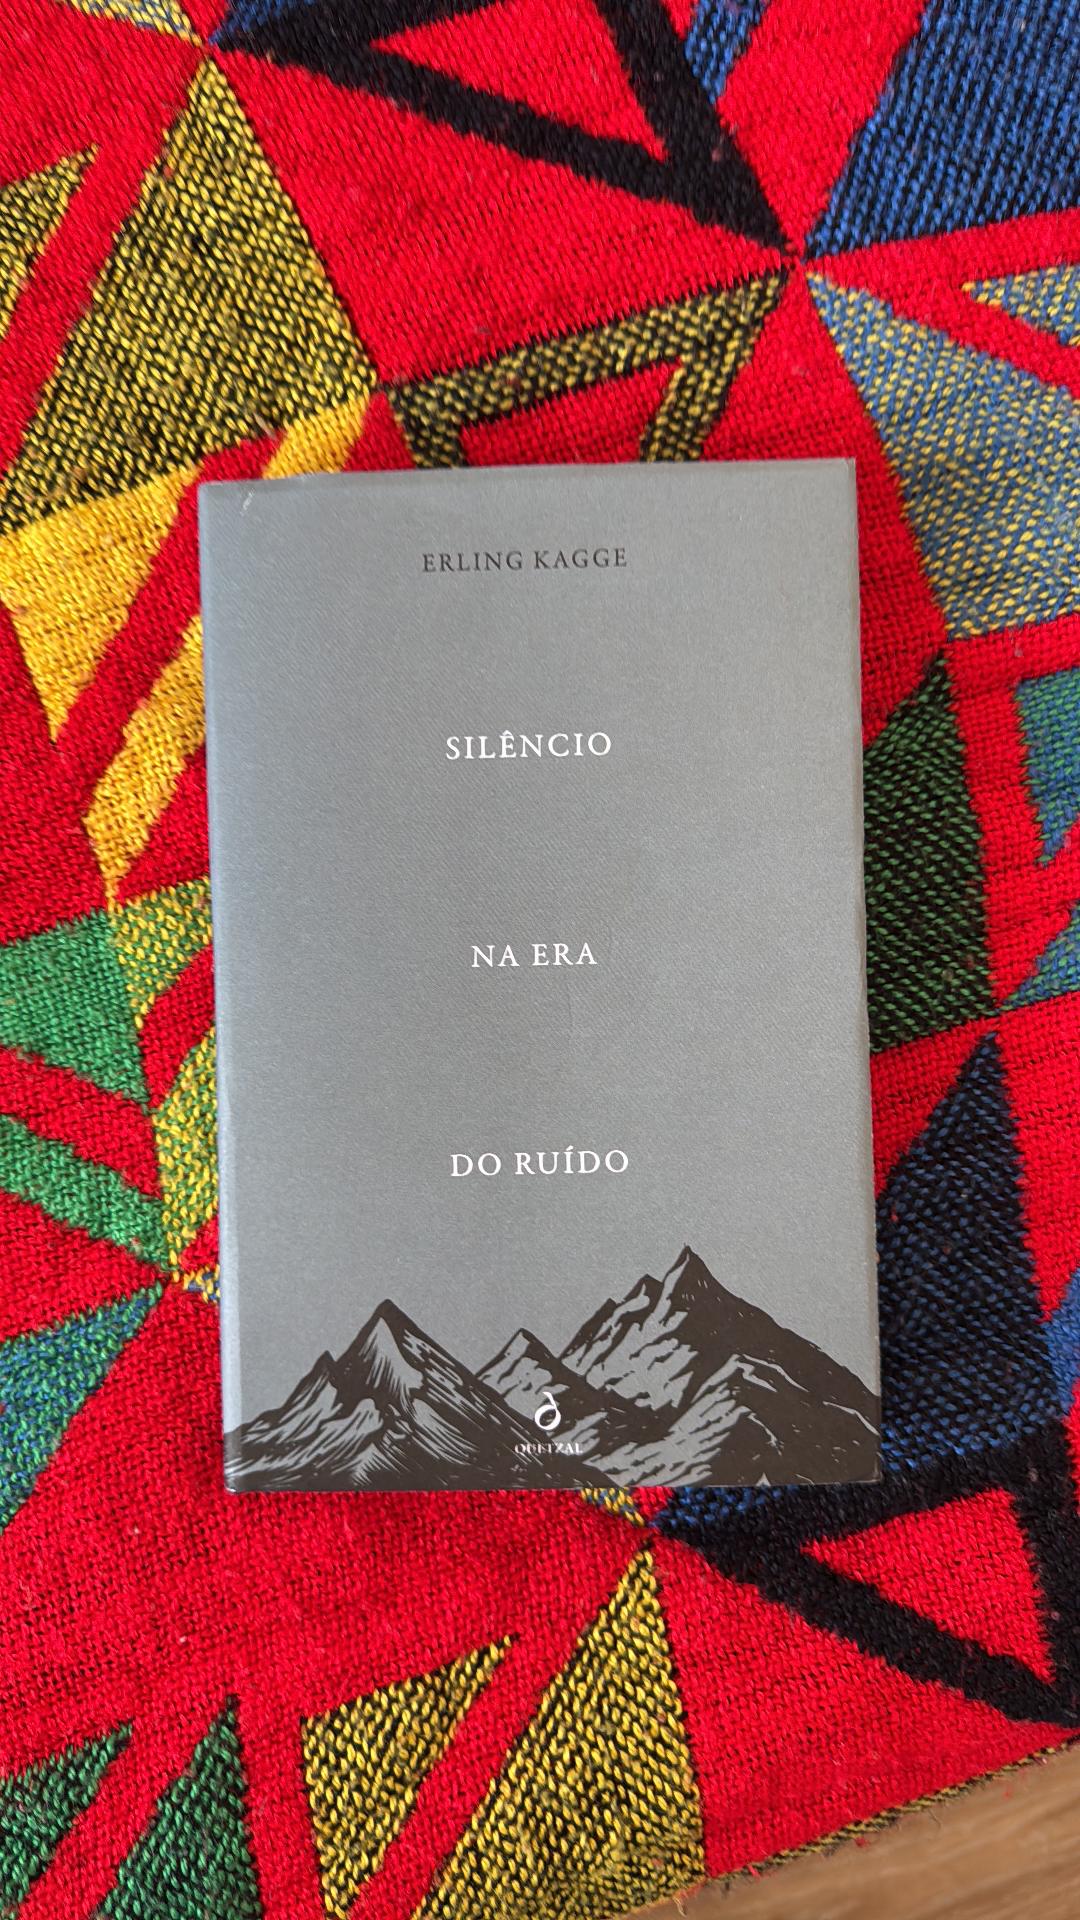 ERLING KAGGE
SILÊNCIO
NA ERA
DO RUÍDO
QUETZAL